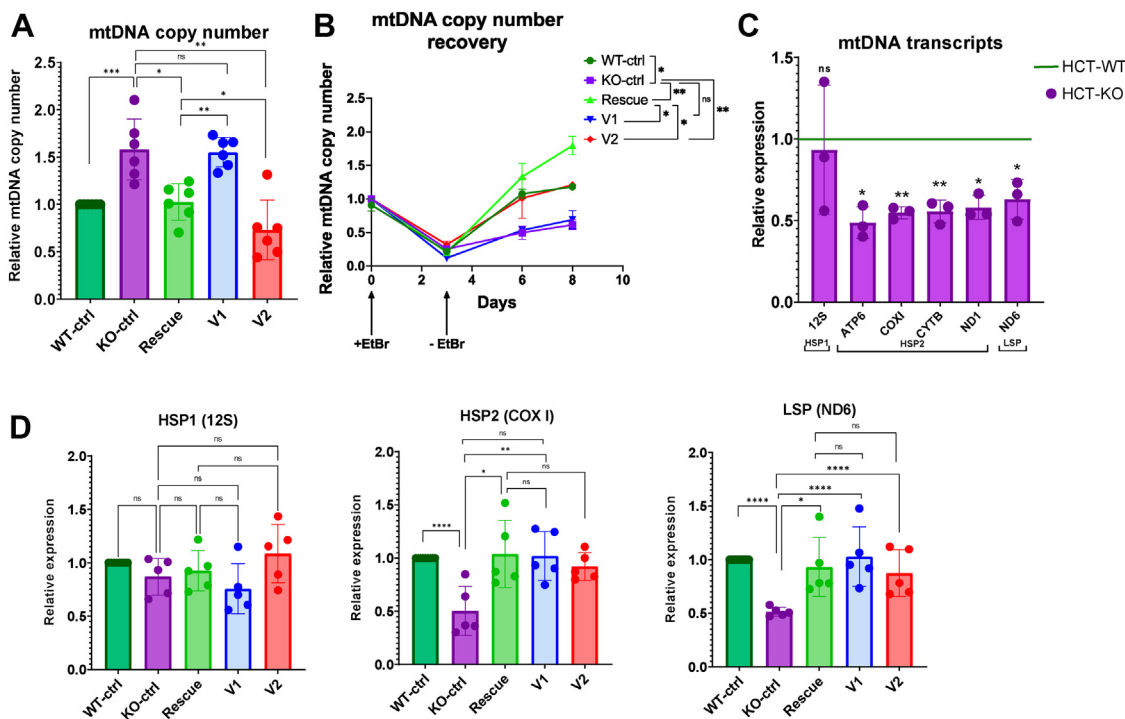 A
mtDNA copy number
**
ns
***
*
*
**
Relative mtDNA copy number
2.5
2.0
1.5
1.0
0.5
0.0
WT-ctrl
KO-ctrl
Rescue
V1
V2
B
mtDNA copy number
recovery
WT-ctrl
KO-ctrl
Rescue
V1
V2
*
**
ns
**
*
*
Relative mtDNA copy number
2.5
2.0
1.5
1.0
0.5
0.0
0
2
4
6
8
10
Days
+EtBr
- EtBr
C
mtDNA transcripts
HCT-WT
HCT-KO
Relative expression
1.5
1.0
0.5
0.0
ns
*
**
**
*
*
12S
ATP6
COXI
CYTB
ND1
ND6
HSP1
HSP2
LSP
D
HSP1 (12S)
ns
ns
ns
ns
ns
ns
Relative expression
2.0
1.5
1.0
0.5
0.0
WT-ctrl
KO-ctrl
Rescue
V1
V2
HSP2 (COX I)
ns
**
*
ns
ns
****
Relative expression
2.0
1.5
1.0
0.5
0.0
WT-ctrl
KO-ctrl
Rescue
V1
V2
LSP (ND6)
ns
ns
****
****
****
*
Relative expression
2.0
1.5
1.0
0.5
0.0
WT-ctrl
KO-ctrl
Rescue
V1
V2